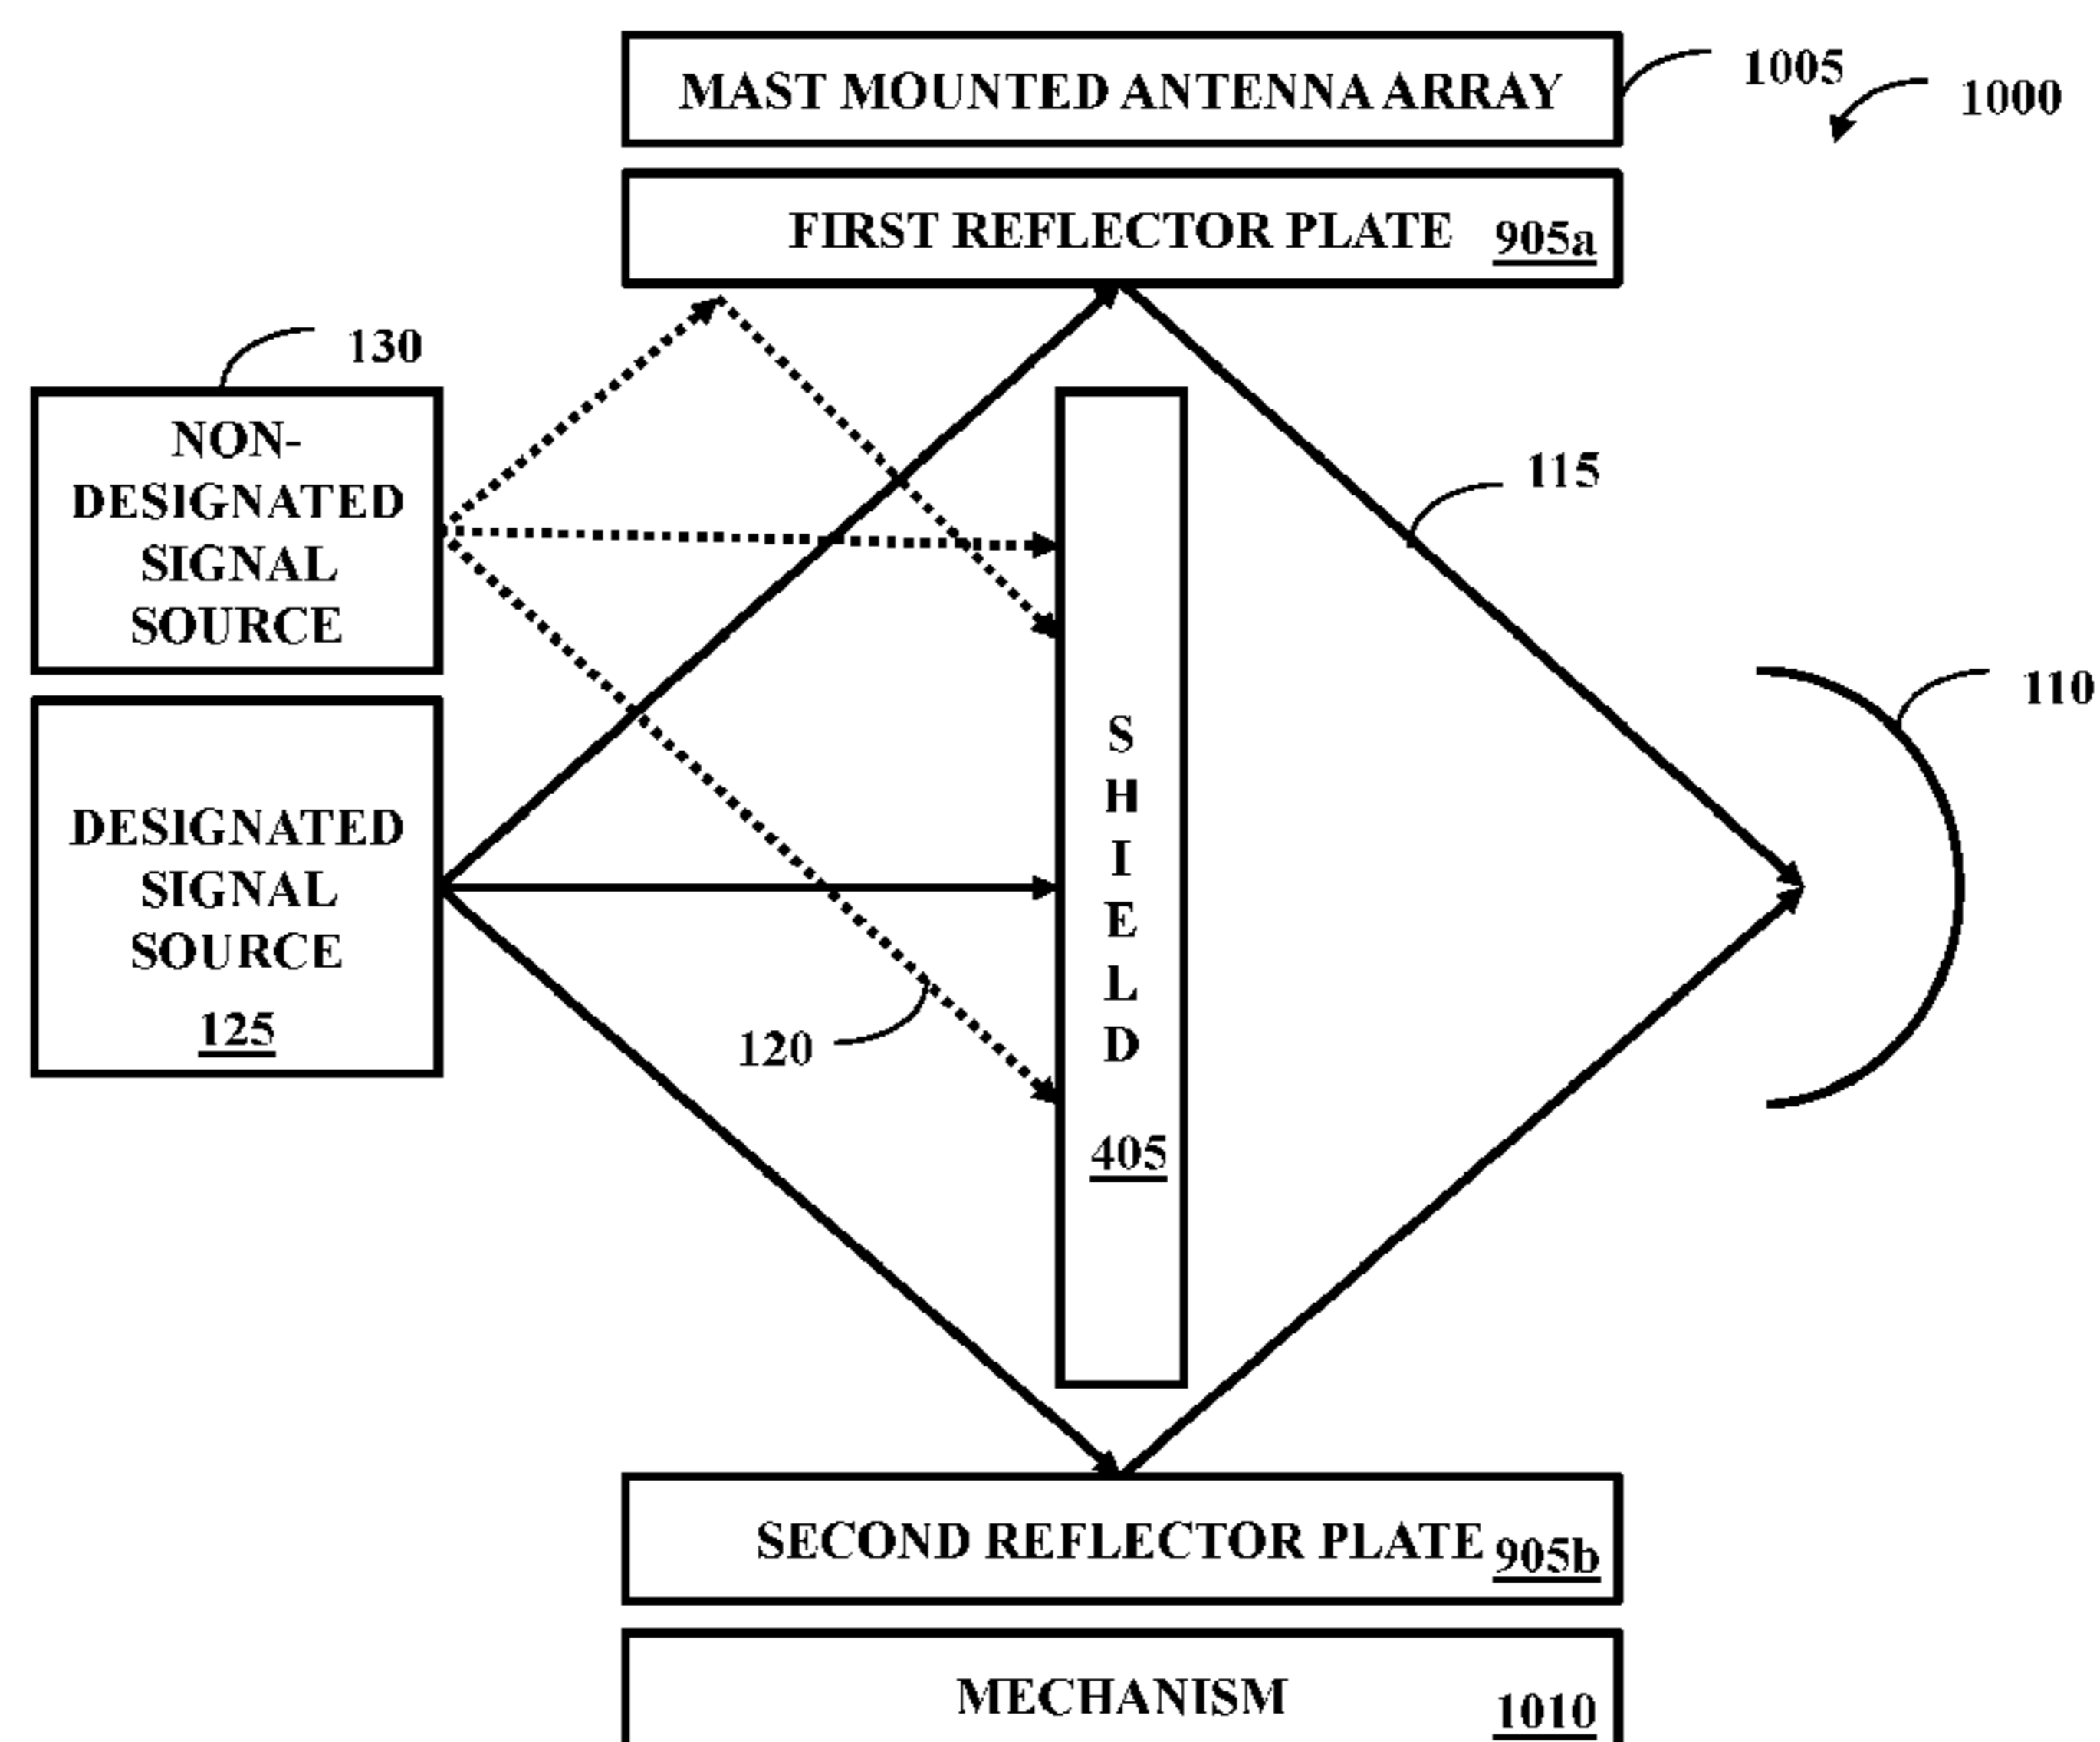 MAST MOUNTED ANTENNA ARRAY
1005
1000
FIRST REFLECTOR PLATE 905a
130
NON-
DESIGNATED
SIGNAL
SOURCE
115
110
DESIGNATED
SIGNAL
SOURCE
125
120
S
H
I
E
L
D
405
SECOND REFLECTOR PLATE 905b
MECHANISM 1010